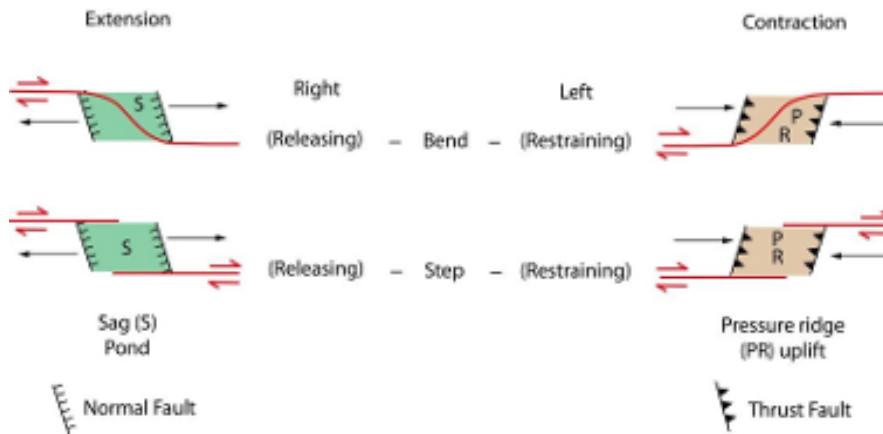 Extension
Contraction
S
Right
Left
P
R
(Releasing) – Bend – (Restraining)
S
P
R
(Releasing) – Step – (Restraining)
Sag (S)
Pond
Pressure ridge
(PR) uplift
Normal Fault
Thrust Fault